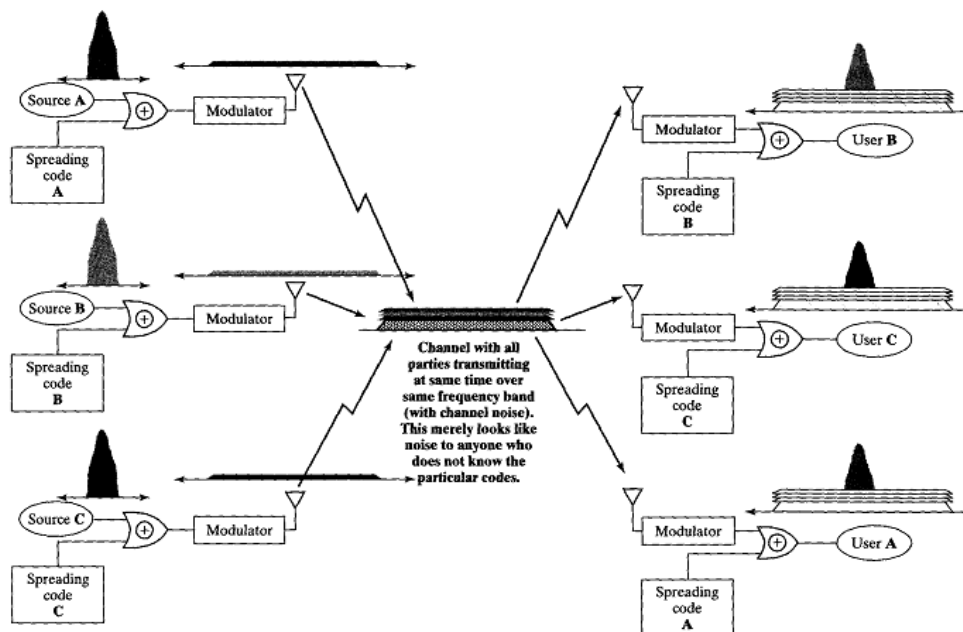 Source A
+
Modulator
Spreading
code
A
Source B
+
Modulator
Spreading
code
B
Source C
+
Modulator
Spreading
code
C
Channel with all
parties transmitting
at same time over
same frequency band
(with channel noise).
This merely looks like
noise to anyone who
does not know the
particular codes.
Modulator
+
User B
Spreading
code
B
Modulator
+
User C
Spreading
code
C
Modulator
+
User A
Spreading
code
A